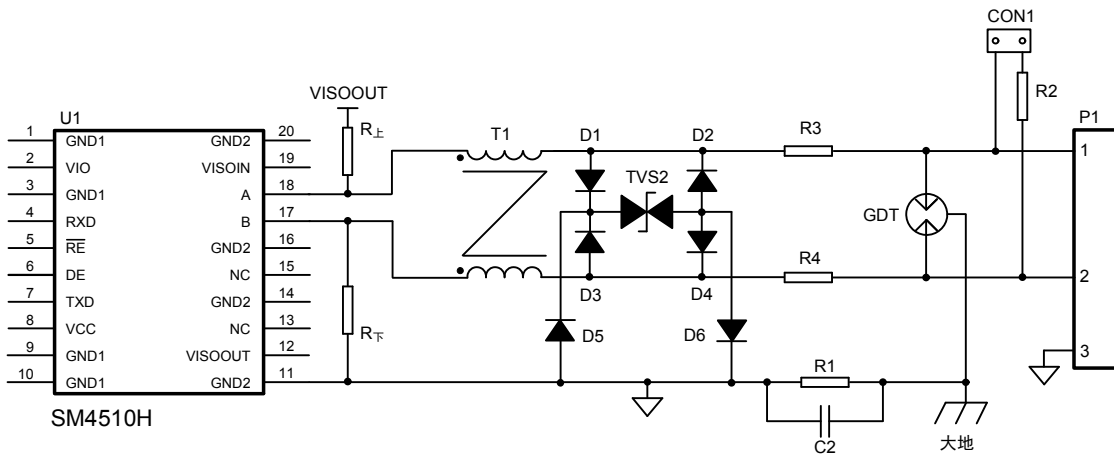 CON1
R2
P1
U1
VISOOUT
R上
T1
D1
D2
R3
1
GND1
GND2
20
1
2
VIO
VISOIN
19
3
GND1
A
18
TVS2
4
RXD
B
17
GDT
5
RE
GND2
16
R4
2
6
DE
NC
15
D3
D4
7
TXD
GND2
14
8
VCC
NC
13
R下
D5
D6
9
GND1
VISOOUT
12
R1
3
10
GND1
GND2
11
SM4510H
C2
大地